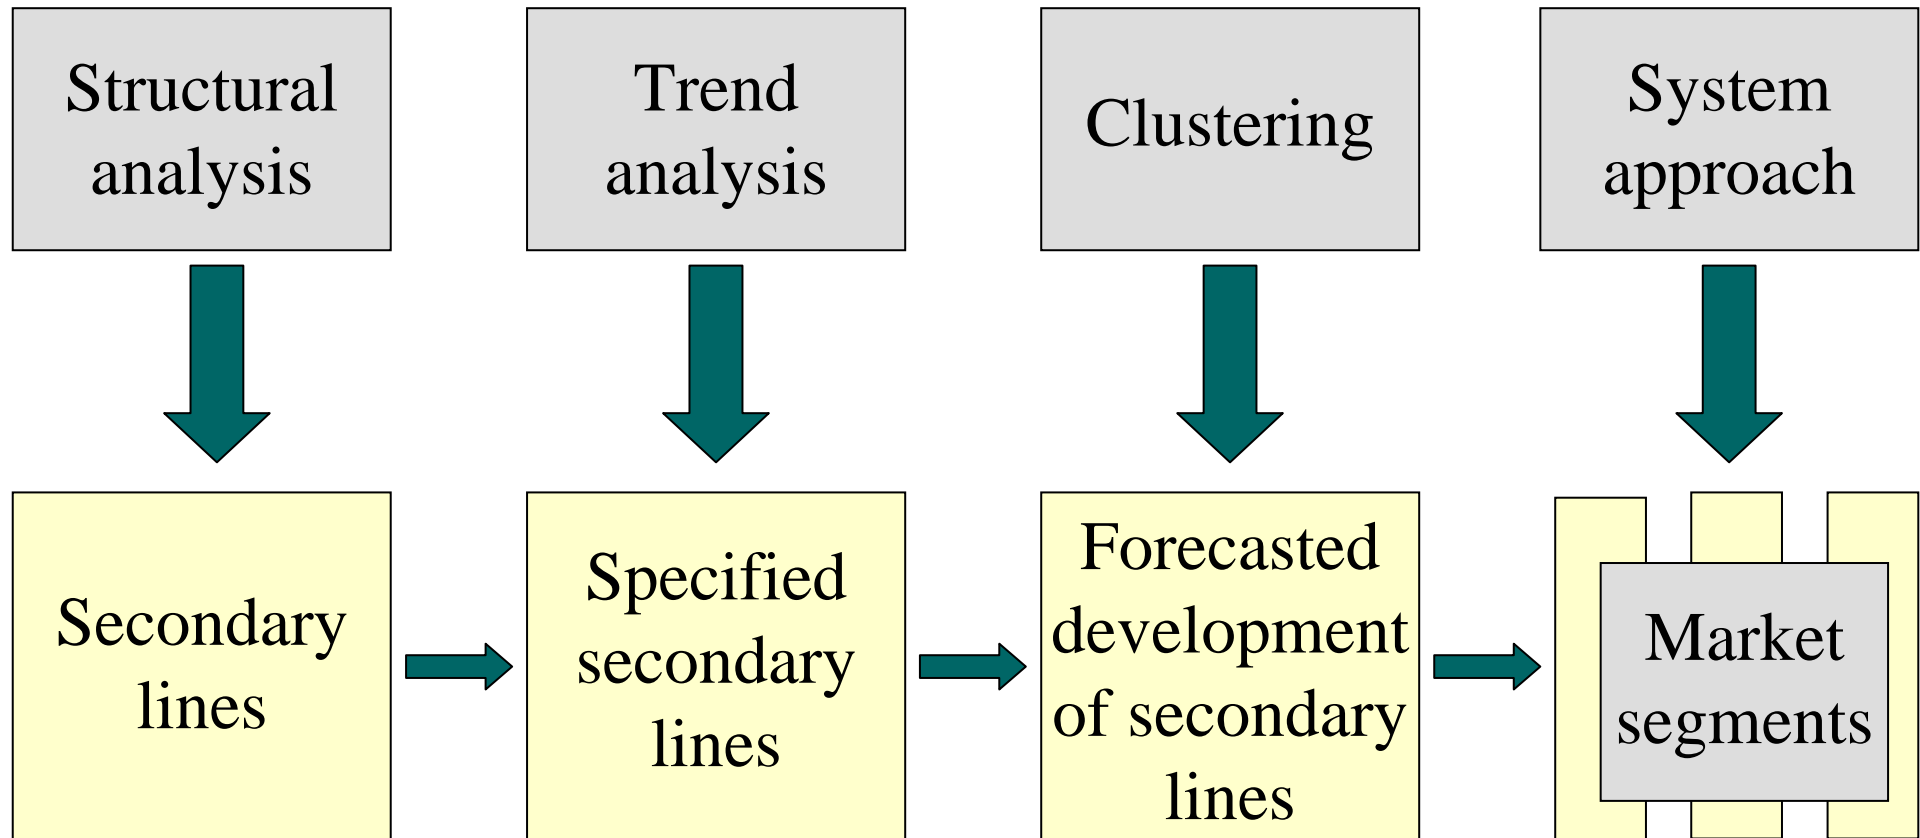 Structural
analysis
Trend
analysis
Clustering
System
approach
Secondary
lines
Specified
secondary
lines
Forecasted
development
of secondary
lines
Market
segments